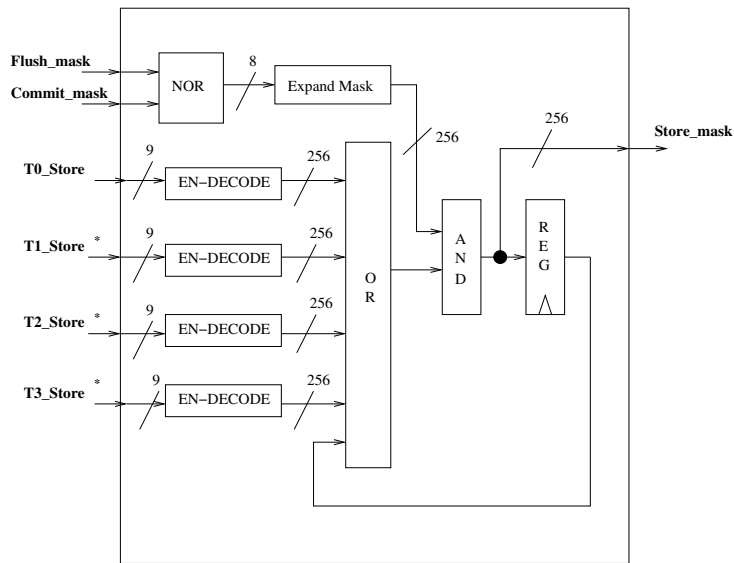 Flush_mask
Commit_mask
NOR
8
Expand Mask
256
256
Store_mask
T0_Store
9
EN−DECODE
256
T1_Store *
9
EN−DECODE
256
T2_Store *
9
EN−DECODE
256
T3_Store *
9
EN−DECODE
256
O
R
A
N
D
R
E
G